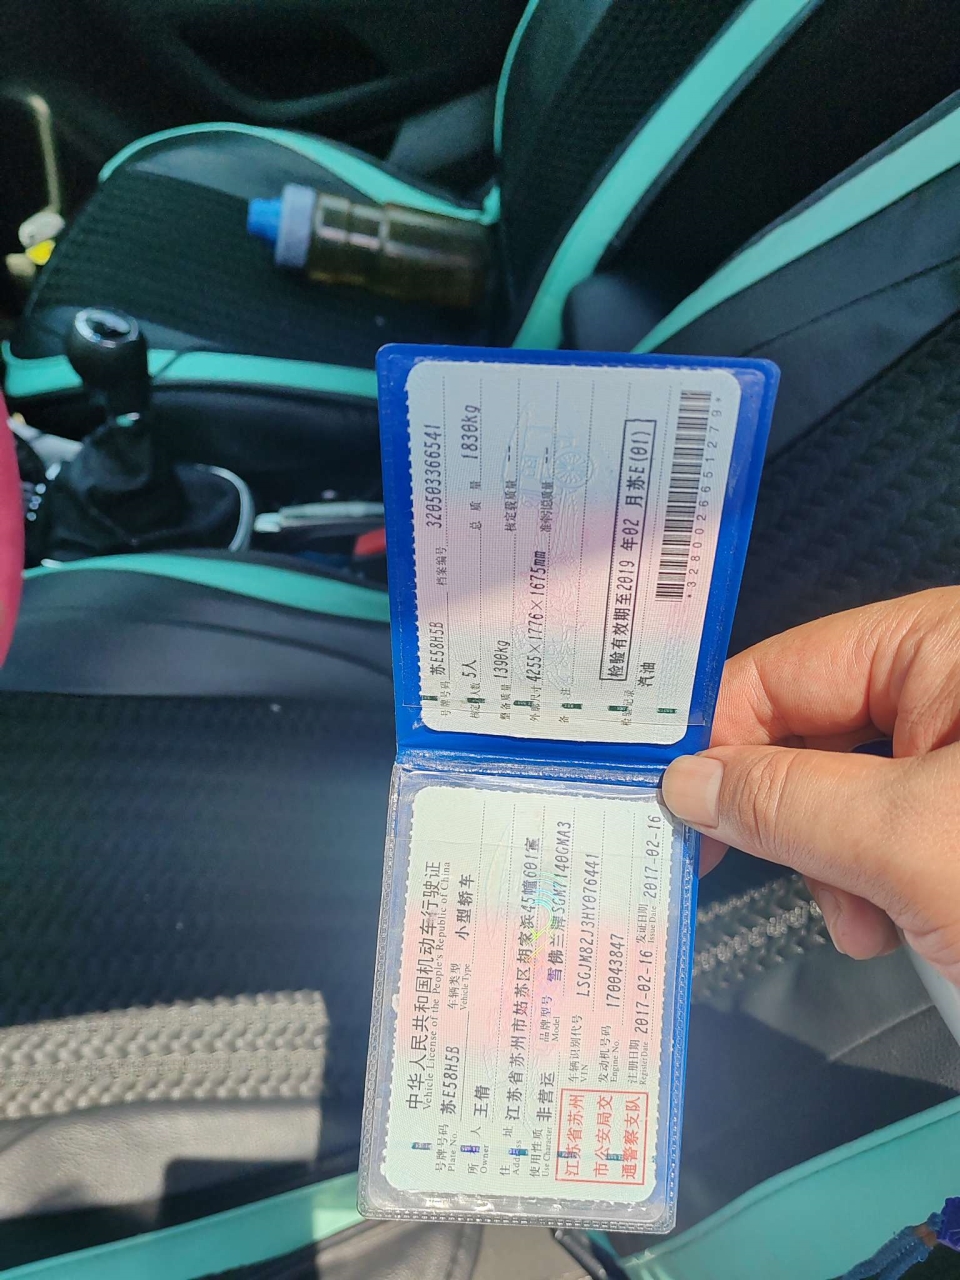 中华人民共和国机动车行驶证
Vehicle License of the People's Republic of China
号牌号码 苏E58H5B 车辆类型 小型轿车
Plate No. Vehicle Type
所有人 王倩
Owner
住址 江苏省苏州市姑苏区胡家浜45幢601室
Address
使用性质 非营运 品牌型号 雪佛兰牌SGM7140GMA3
Use Character Model
江苏省苏州
市公安局交
通警察支队
车辆识别代号 LSGJM82J3HY076441
VIN
发动机号码 170043847
Engine No.
注册日期 2017-02-16 发证日期 2017-02-16
Register Date Issue Date
号牌号码 苏E58H5B 档案编号 320503366541
核定人数 5人 总质量 1830kg
整备质量 1390kg 核定载质量 --
外廓尺寸 4255×1776×1675mm 准牵引总质量 --
备注
检验有效期至2019年02月苏E(01)
检验记录 汽油
*3280026651279*